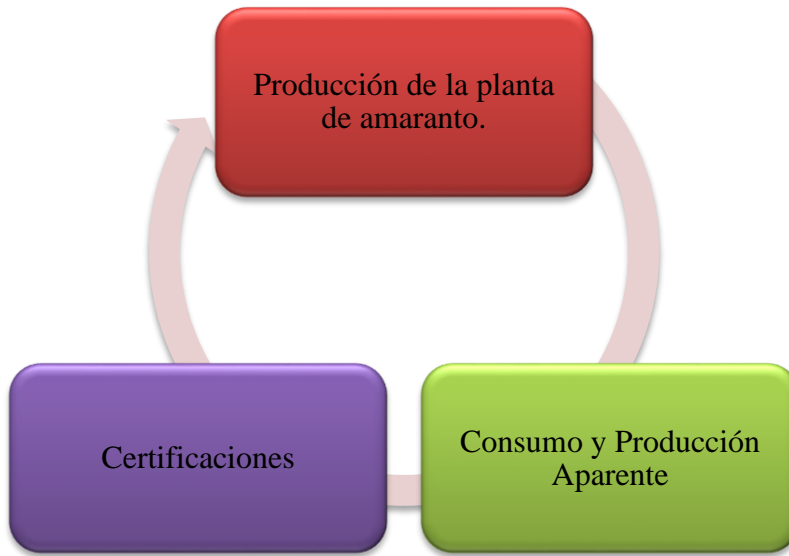 Producción de la planta
de amaranto.
Certificaciones
Consumo y Producción
Aparente